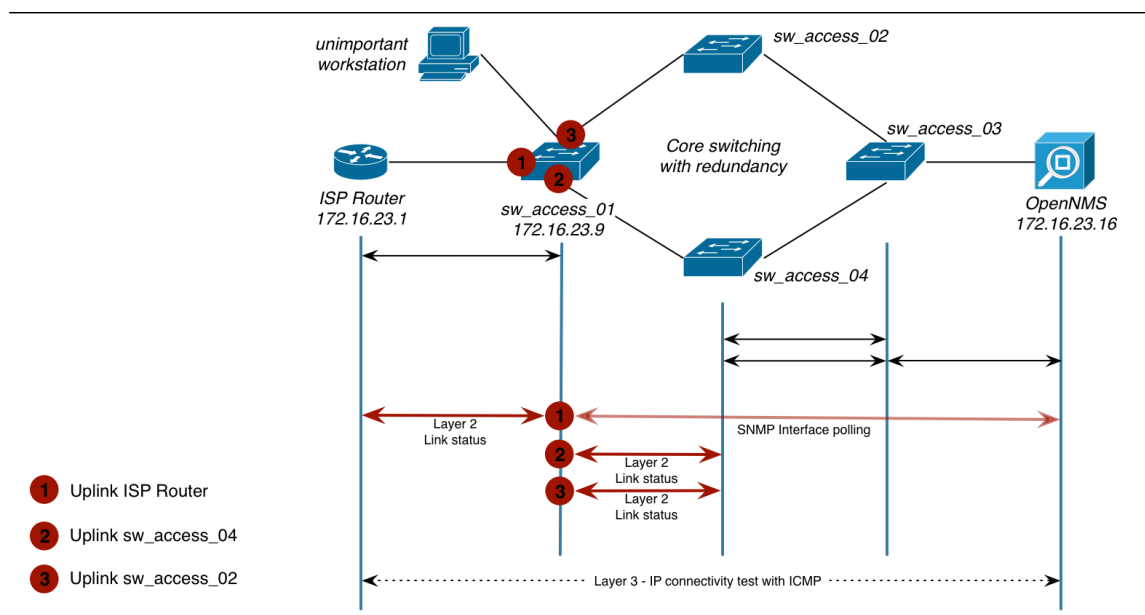 sw_access_02
unimportant
workstation
sw_access_03
3
Core switching
with redundancy
1
2
ISP Router
172.16.23.1
sw_access_01
172.16.23.9
OpenNMS
172.16.23.16
sw_access_04
1
Layer 2
Link status
SNMP Interface polling
2
Layer 2
Link status
3
Layer 2
Link status
1 Uplink ISP Router
2 Uplink sw_access_04
3 Uplink sw_access_02
Layer 3 - IP connectivity test with ICMP